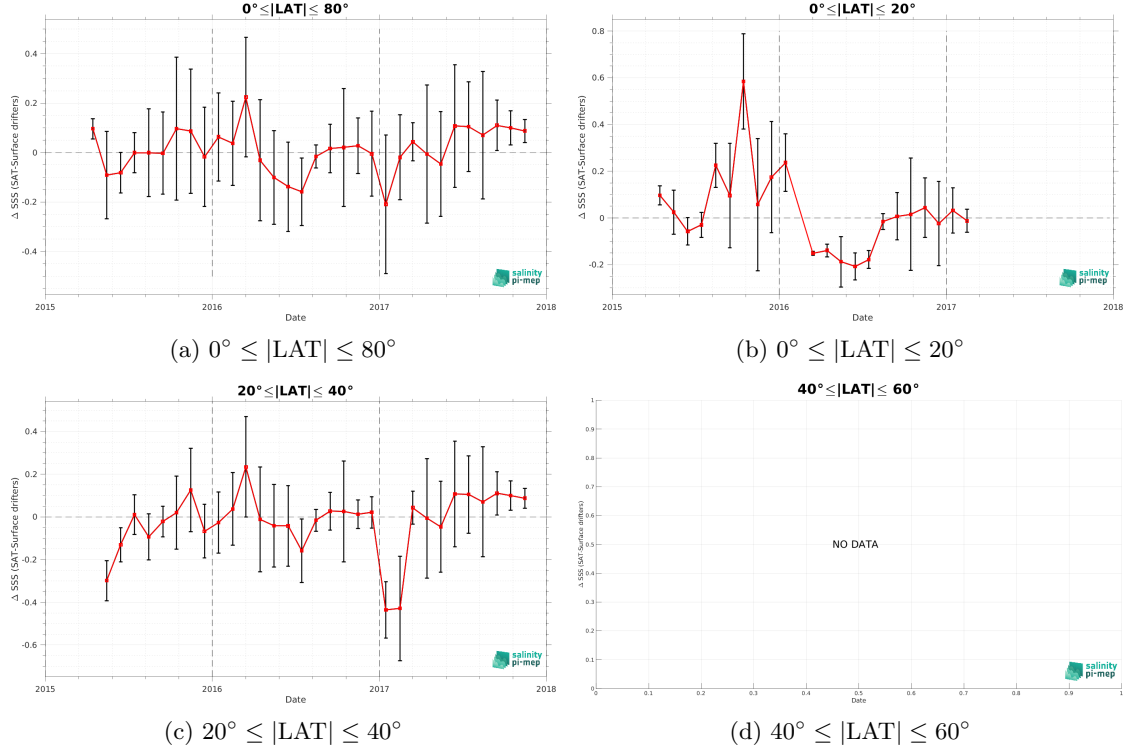 0°≤|LAT|≤ 80°
Δ SSS (SAT-Surface drifters)
0.4
0.2
0
-0.2
-0.4
2015
2016
2017
2018
Date
salinity
pi-mep
(a) 0° ≤ |LAT| ≤ 80°
0°≤|LAT|≤ 20°
Δ SSS (SAT-Surface drifters)
0.8
0.6
0.4
0.2
0
-0.2
2015
2016
2017
2018
Date
salinity
pi-mep
(b) 0° ≤ |LAT| ≤ 20°
20°≤|LAT|≤ 40°
Δ SSS (SAT-Surface drifters)
0.4
0.2
0
-0.2
-0.4
-0.6
2015
2016
2017
2018
Date
salinity
pi-mep
(c) 20° ≤ |LAT| ≤ 40°
40°≤|LAT|≤ 60°
Δ SSS (SAT-Surface drifters)
1
0.9
0.8
0.7
0.6
0.5
0.4
0.3
0.2
0.1
0
NO DATA
0 0.1 0.2 0.3 0.4 0.5 0.6 0.7 0.8 0.9 1
Date
salinity
pi-mep
(d) 40° ≤ |LAT| ≤ 60°